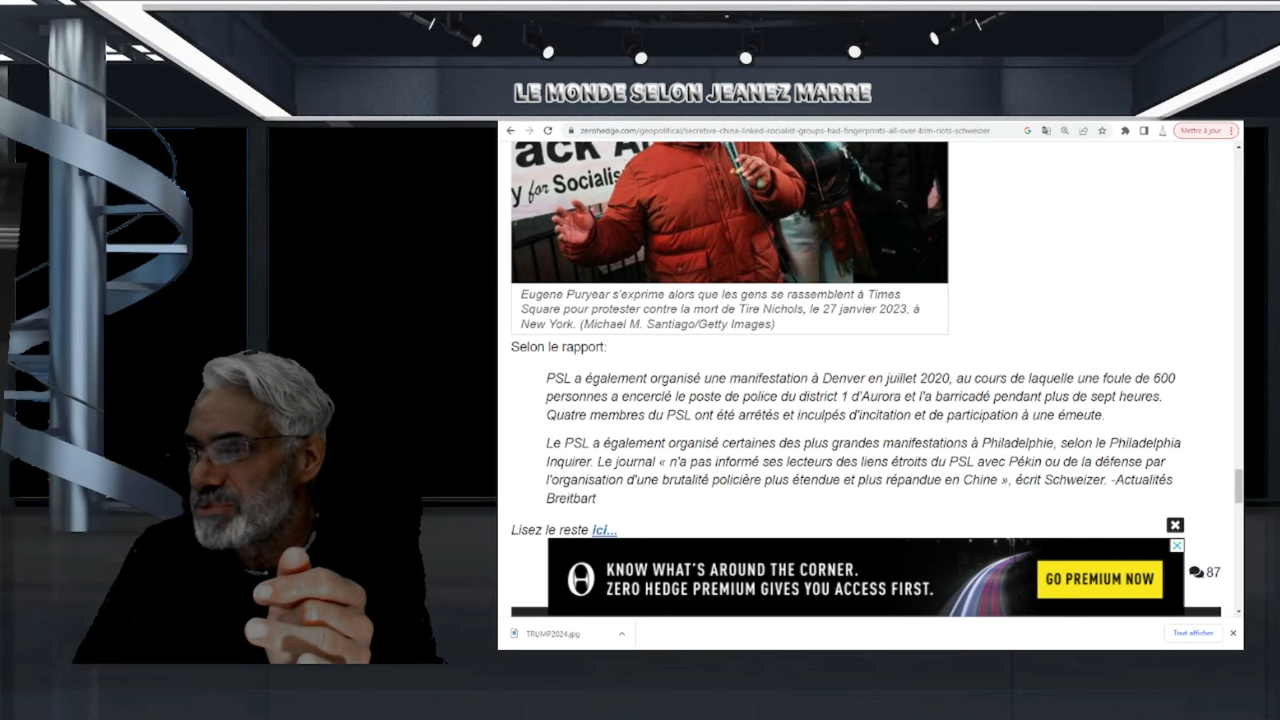 LE MONDE SELON JEANEZ MARRE
zerohedge.com/geopolitical/secretive-china-linked-socialist-groups-had-fingerprints-all-over-blm-riots-schweizer
Mettre à jour
y for Socialis
Eugene Puryear s'exprime alors que les gens se rassemblent à Times
Square pour protester contre la mort de Tire Nichols, le 27 janvier 2023, à
New York. (Michael M. Santiago/Getty Images)
Selon le rapport:
PSL a également organisé une manifestation à Denver en juillet 2020, au cours de laquelle une foule de 600
personnes a encerclé le poste de police du district 1 d'Aurora et l'a barricadé pendant plus de sept heures.
Quatre membres du PSL ont été arrêtés et inculpés d'incitation et de participation à une émeute.
Le PSL a également organisé certaines des plus grandes manifestations à Philadelphie, selon le Philadelphia
Inquirer. Le journal « n'a pas informé ses lecteurs des liens étroits du PSL avec Pékin ou de la défense par
l'organisation d'une brutalité policière plus étendue et plus répandue en Chine », écrit Schweizer. -Actualités
Breitbart
Lisez le reste ici...
KNOW WHAT'S AROUND THE CORNER.
ZERO HEDGE PREMIUM GIVES YOU ACCESS FIRST.
GO PREMIUM NOW
87
TRUMP2024.jpg
Tout afficher